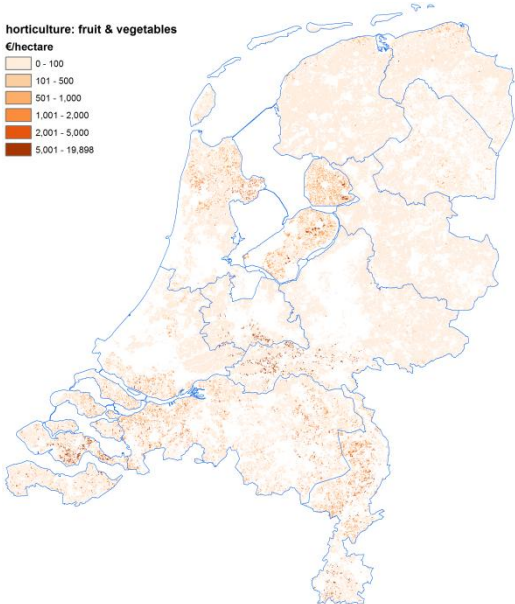 horticulture: fruit & vegetables
€/hectare
0 - 100
101 - 500
501 - 1,000
1,001 - 2,000
2,001 - 5,000
5,001 - 19,898